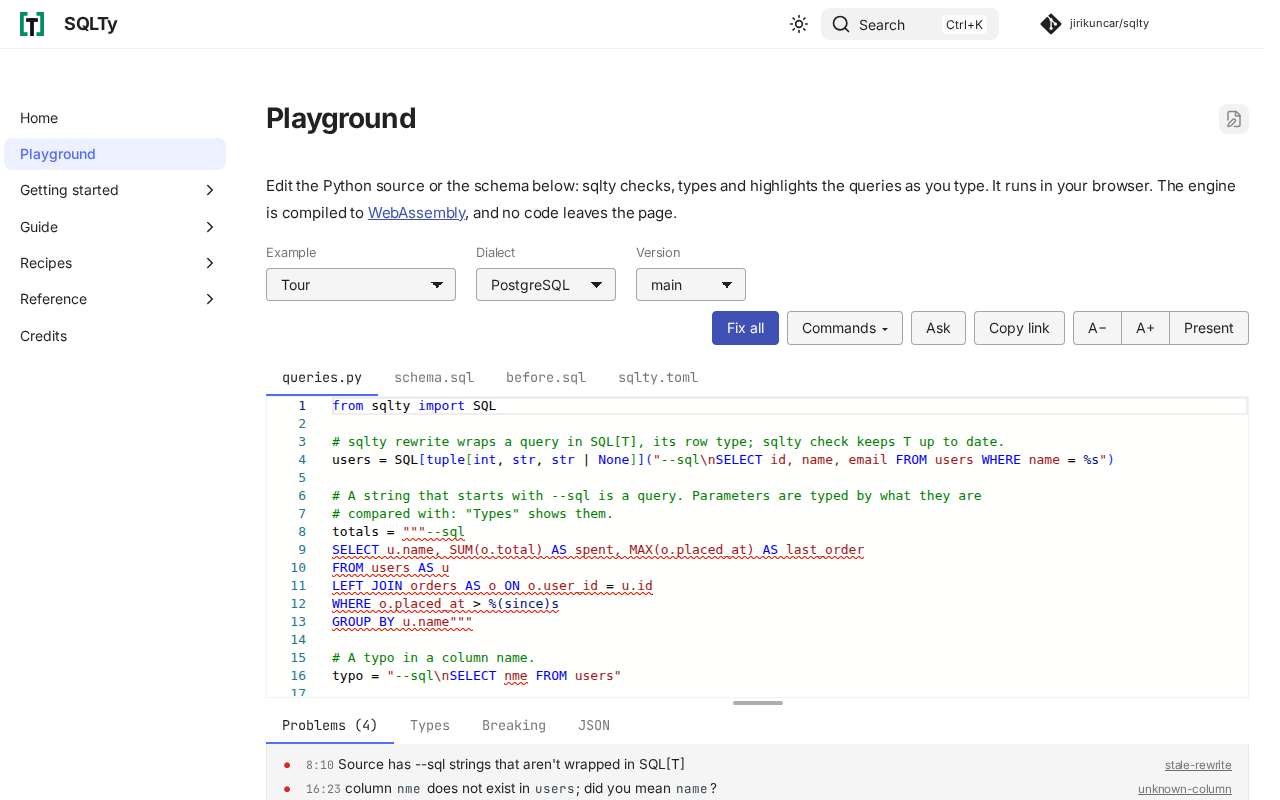 [T] SQLTy
Search Ctrl+K
jirikuncar/sqlty
Home
Playground
Getting started
Guide
Recipes
Reference
Credits
Playground
Edit the Python source or the schema below: sqlty checks, types and highlights the queries as you type. It runs in your browser. The engine
is compiled to WebAssembly, and no code leaves the page.
Example Dialect Version
Tour PostgreSQL main
Fix all Commands Ask Copy link A− A+ Present
queries.py schema.sql before.sql sqlty.toml
1 from sqlty import SQL
2
3 # sqlty rewrite wraps a query in SQL[T], its row type; sqlty check keeps T up to date.
4 users = SQL[tuple[int, str, str | None]]("--sql\nSELECT id, name, email FROM users WHERE name = %s")
5
6 # A string that starts with --sql is a query. Parameters are typed by what they are
7 # compared with: "Types" shows them.
8 totals = """--sql
9 SELECT u.name, SUM(o.total) AS spent, MAX(o.placed_at) AS last_order
10 FROM users AS u
11 LEFT JOIN orders AS o ON o.user_id = u.id
12 WHERE o.placed_at > %(since)s
13 GROUP BY u.name"""
14
15 # A typo in a column name.
16 typo = "--sql\nSELECT nme FROM users"
17
Problems (4) Types Breaking JSON
8:10 Source has --sql strings that aren't wrapped in SQL[T] stale-rewrite
16:23 column nme does not exist in users; did you mean name? unknown-column